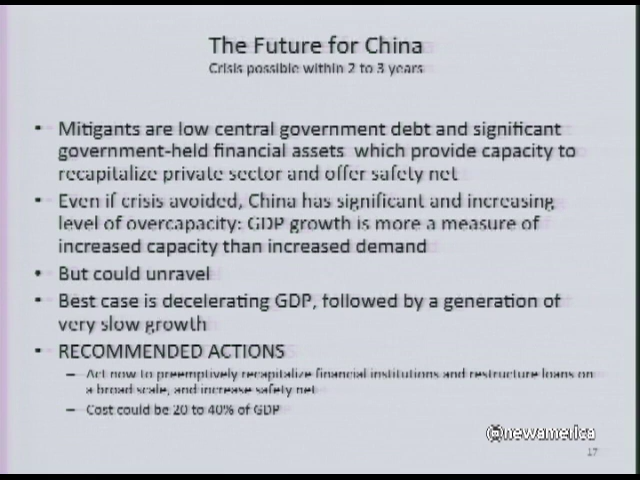 The Future for China
Crisis possible within 2 to 3 years
▪ Mitigants are low central government debt and significant
government-held financial assets which provide capacity to
recapitalize private sector and offer safety net
▪ Even if crisis avoided, China has significant and increasing
level of overcapacity: GDP growth is more a measure of
increased capacity than increased demand
▪ But could unravel
▪ Best case is decelerating GDP, followed by a generation of
very slow growth
▪ RECOMMENDED ACTIONS
– Act now to preemptively recapitalize financial institutions and restructure loans on
a broad scale, and increase safety net
– Cost could be 20 to 40% of GDP
@newamerica
17